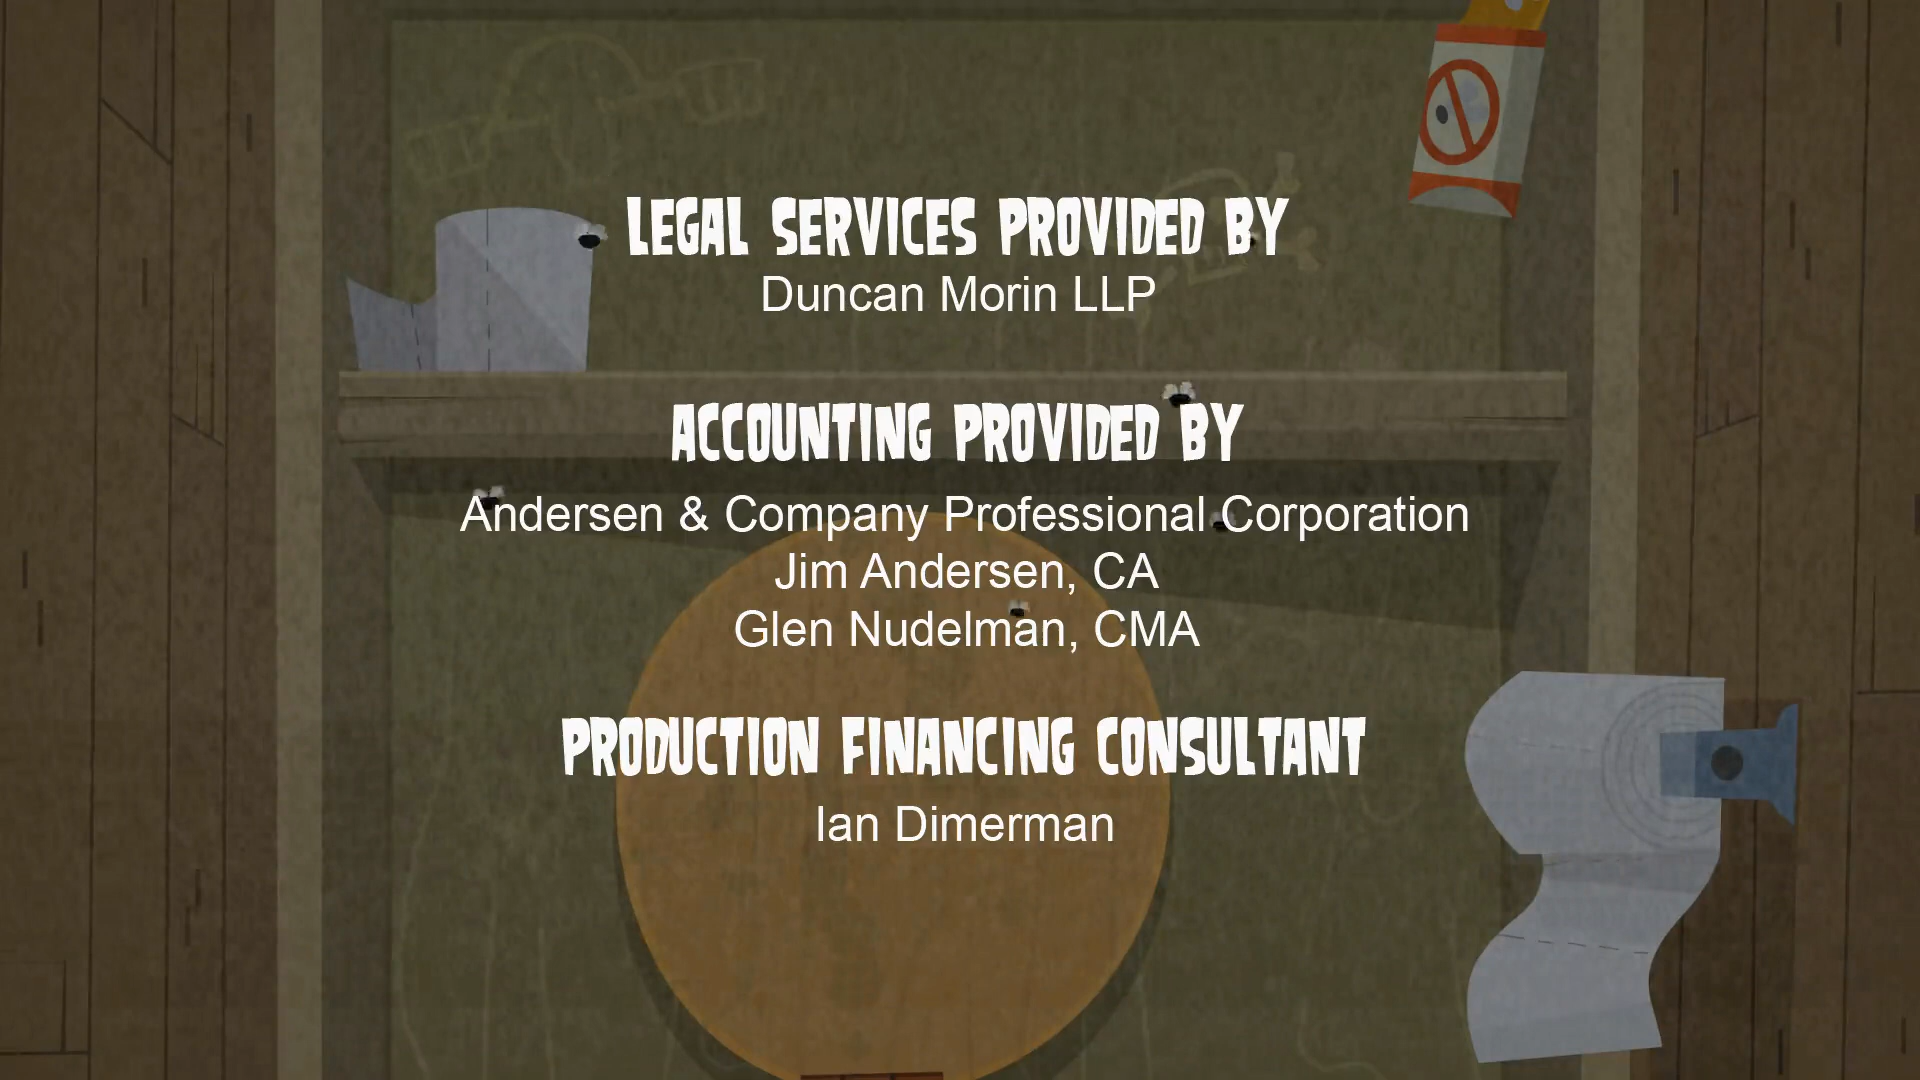 LEGAL SERVICES PROVIDED BY
Duncan Morin LLP
ACCOUNTING PROVIDED BY
Andersen & Company Professional Corporation
Jim Andersen, CA
Glen Nudelman, CMA
PRODUCTION FINANCING CONSULTANT
Ian Dimerman